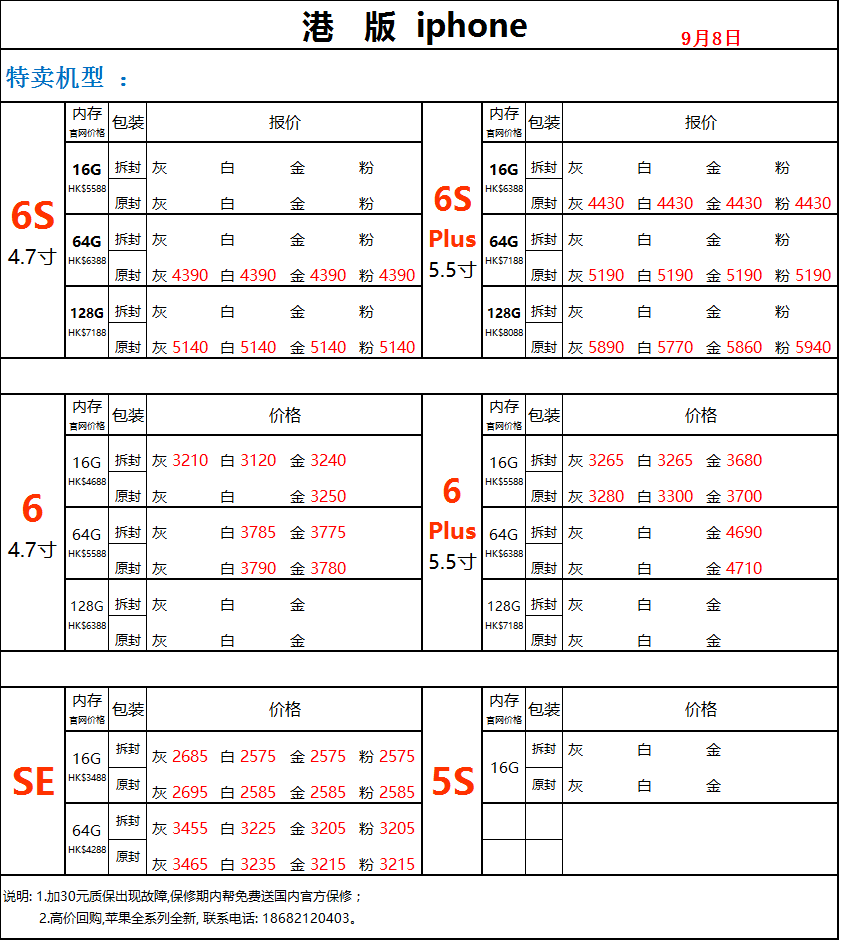 港 版 iphone
9月8日
特卖机型 ：
6S
4.7寸
内存
官网价格
包装
报价
16G
HK$5588
拆封 灰 白 金 粉
原封 灰 白 金 粉
64G
HK$6388
拆封 灰 白 金 粉
原封 灰 4390 白 4390 金 4390 粉 4390
128G
HK$7188
拆封 灰 白 金 粉
原封 灰 5140 白 5140 金 5140 粉 5140
6S
Plus
5.5寸
内存
官网价格
包装
报价
16G
HK$6388
拆封 灰 白 金 粉
原封 灰 4430 白 4430 金 4430 粉 4430
64G
HK$7188
拆封 灰 白 金 粉
原封 灰 5190 白 5190 金 5190 粉 5190
128G
HK$8088
拆封 灰 白 金 粉
原封 灰 5890 白 5770 金 5860 粉 5940
6
4.7寸
内存
官网价格
包装
价格
16G
HK$4688
拆封 灰 3210 白 3120 金 3240
原封 灰 白 金 3250
64G
HK$5588
拆封 灰 白 3785 金 3775
原封 灰 白 3790 金 3780
128G
HK$6388
拆封 灰 白 金
原封 灰 白 金
6
Plus
5.5寸
内存
官网价格
包装
价格
16G
HK$5588
拆封 灰 3265 白 3265 金 3680
原封 灰 3280 白 3300 金 3700
64G
HK$6388
拆封 灰 白 金 4690
原封 灰 白 金 4710
128G
HK$7188
拆封 灰 白 金
原封 灰 白 金
SE
内存
官网价格
包装
价格
16G
HK$3488
拆封 灰 2685 白 2575 金 2575 粉 2575
原封 灰 2695 白 2585 金 2585 粉 2585
64G
HK$4288
拆封 灰 3455 白 3225 金 3205 粉 3205
原封 灰 3465 白 3235 金 3215 粉 3215
5S
内存
官网价格
包装
价格
16G
拆封 灰 白 金
原封 灰 白 金
说明: 1.加30元质保出现故障,保修期内帮免费送国内官方保修；
2.高价回购,苹果全系列全新, 联系电话: 18682120403。